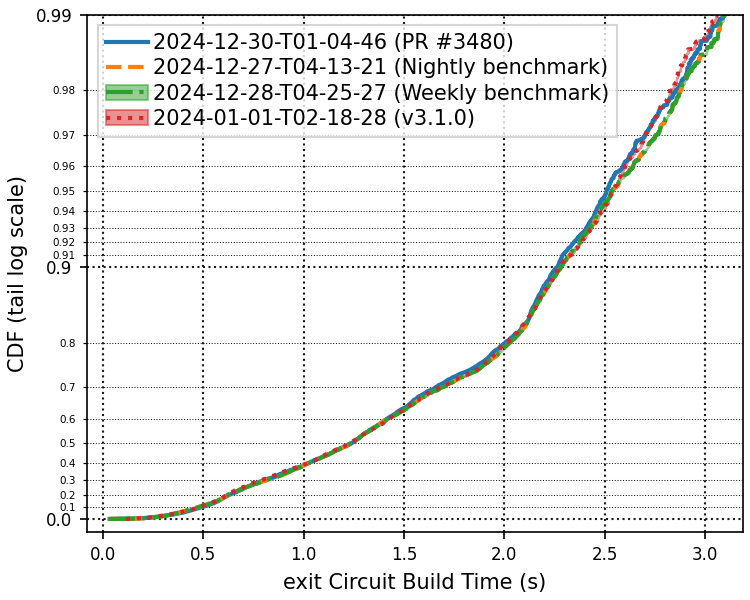 0.99
2024-12-30-T01-04-46 (PR #3480)
2024-12-27-T04-13-21 (Nightly benchmark)
2024-12-28-T04-25-27 (Weekly benchmark)
2024-01-01-T02-18-28 (v3.1.0)
0.98
0.97
0.96
0.95
0.94
0.93
0.92
0.91
0.9
0.8
0.7
0.6
0.5
0.4
0.3
0.2
0.1
0.0
CDF (tail log scale)
0.0 0.5 1.0 1.5 2.0 2.5 3.0
exit Circuit Build Time (s)